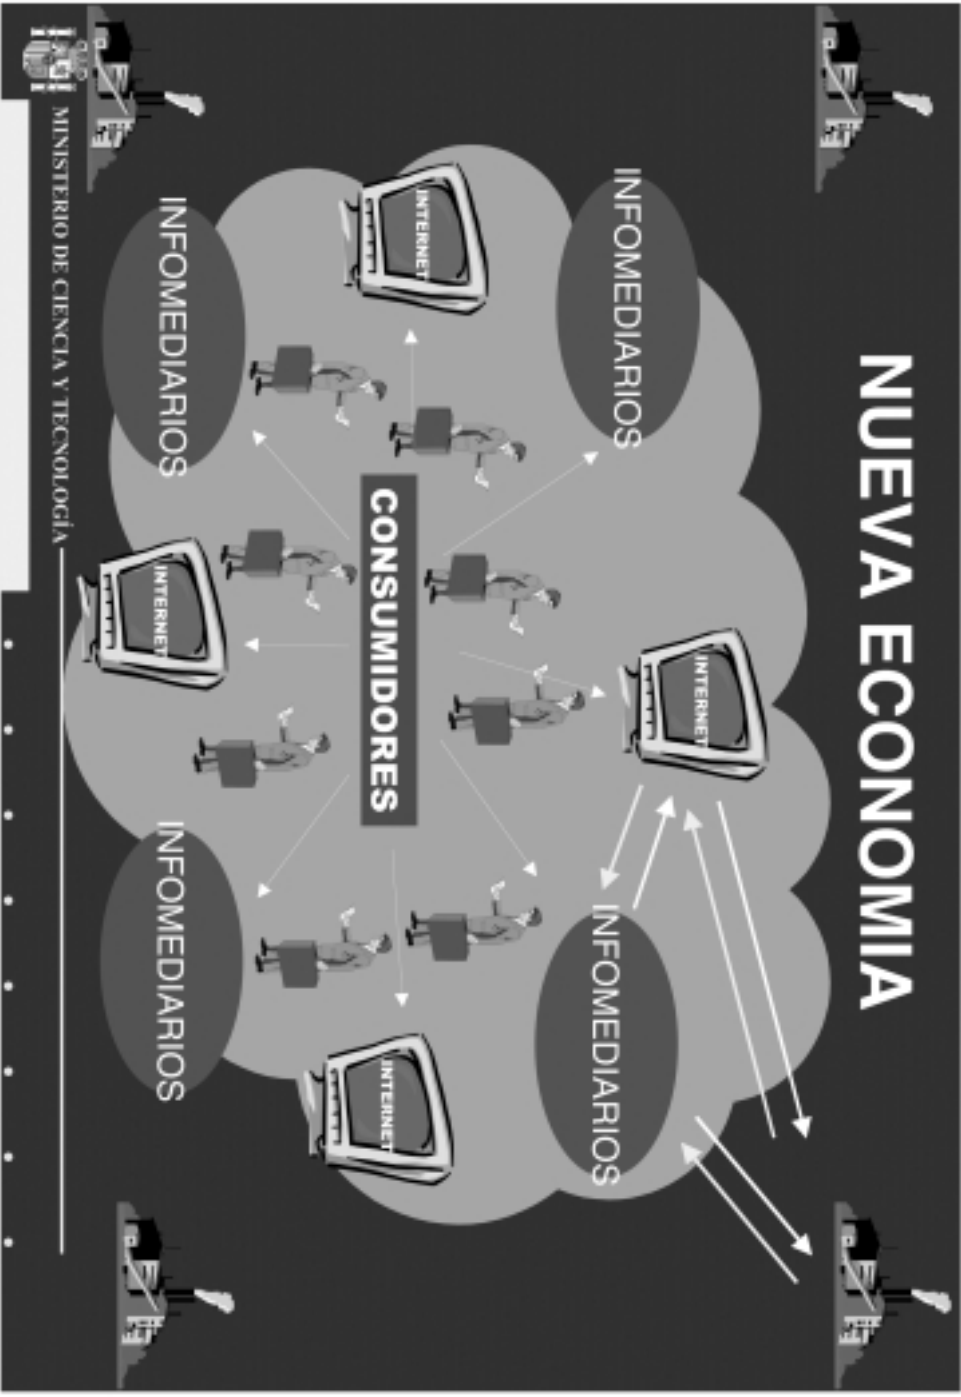 NUEVA ECONOMIA
INFOMEDIARIOS
INTERNET
INFOMEDIARIOS
INTERNET
CONSUMIDORES
INTERNET
INFOMEDIARIOS
INTERNET
INFOMEDIARIOS
MINISTERIO DE CIENCIA Y TECNOLOGÍA